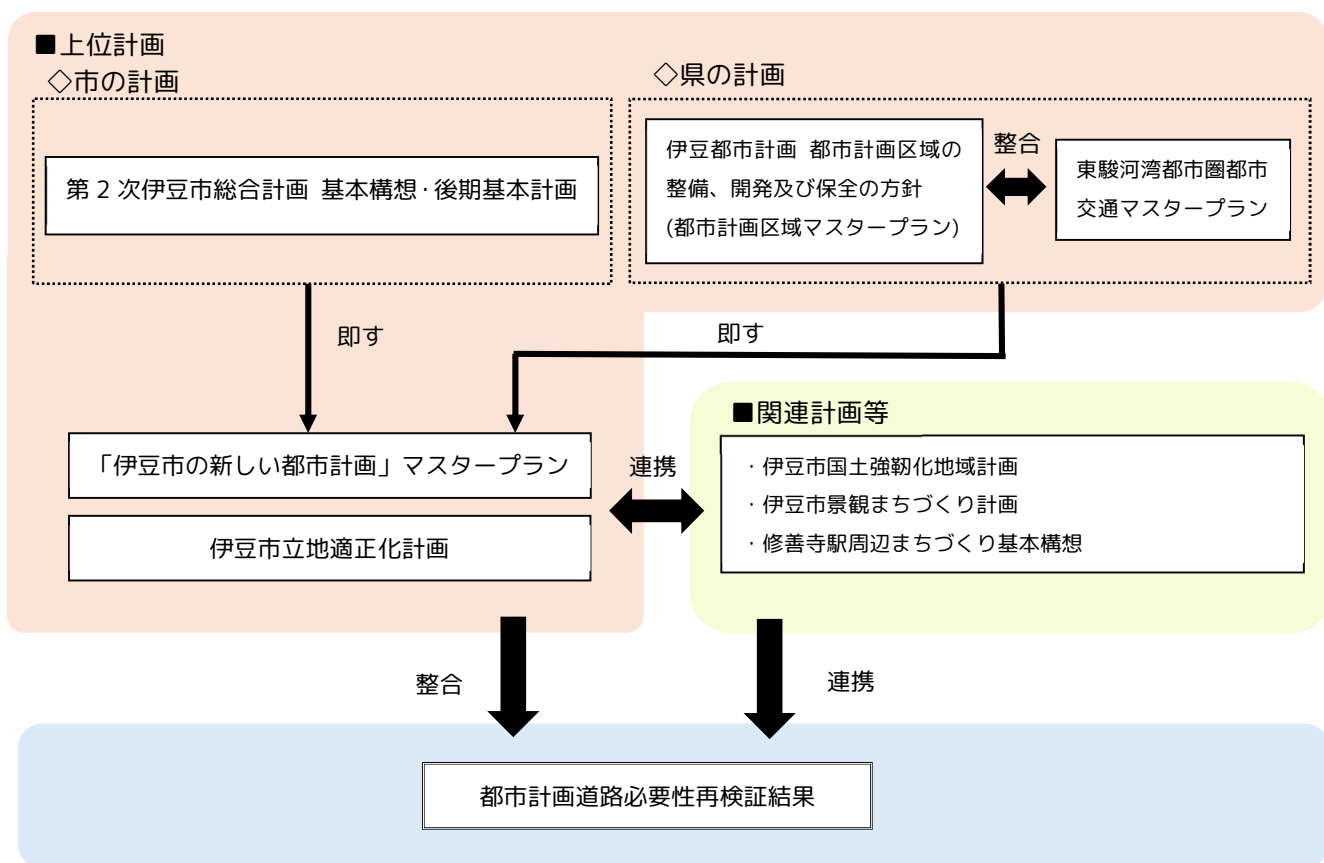 ■上位計画
◇市の計画
第2次伊豆市総合計画 基本構想・後期基本計画
◇県の計画
伊豆都市計画 都市計画区域の
整備、開発及び保全の方針
(都市計画区域マスタープラン)
整合
東駿河湾都市圏都市
交通マスタープラン
即す
即す
「伊豆市の新しい都市計画」マスタープラン
伊豆市立地適正化計画
連携
■関連計画等
・伊豆市国土強靭化地域計画
・伊豆市景観まちづくり計画
・修善寺駅周辺まちづくり基本構想
整合
連携
都市計画道路必要性再検証結果